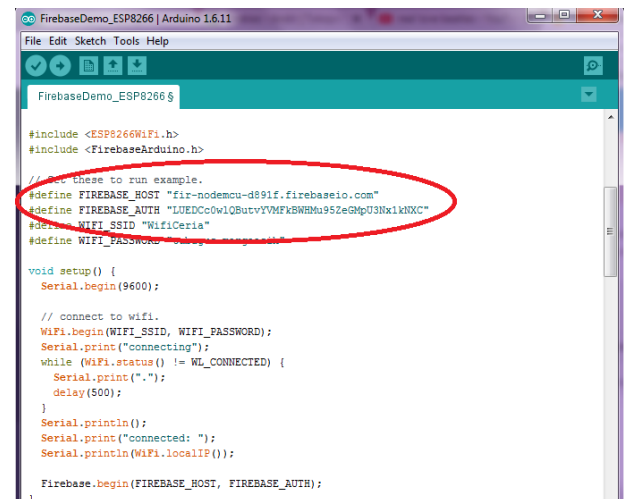 FirebaseDemo_ESP8266 | Arduino 1.6.11
File Edit Sketch Tools Help
FirebaseDemo_ESP8266 §
#include <ESP8266WiFi.h>
#include <FirebaseArduino.h>
// Set these to run example.
#define FIREBASE_HOST "fir-nodemcu-d891f.firebaseio.com"
#define FIREBASE_AUTH "LUEDCc0wlQButvYVMFkBWHMu95ZeGMpU3Nx1kNXC"
#define WIFI_SSID "WifiCeria"
#define WIFI_PASSWORD
void setup() {
Serial.begin(9600);
// connect to wifi.
WiFi.begin(WIFI_SSID, WIFI_PASSWORD);
Serial.print("connecting");
while (WiFi.status() != WL_CONNECTED) {
Serial.print(".");
delay(500);
}
Serial.println();
Serial.print("connected: ");
Serial.println(WiFi.localIP());
Firebase.begin(FIREBASE_HOST, FIREBASE_AUTH);
}